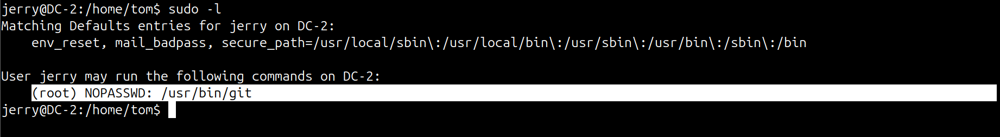 jerry@DC-2:/home/tom$ sudo -l
Matching Defaults entries for jerry on DC-2:
    env_reset, mail_badpass, secure_path=/usr/local/sbin\:/usr/local/bin\:/usr/sbin\:/usr/bin\:/sbin\:/bin

User jerry may run the following commands on DC-2:
    (root) NOPASSWD: /usr/bin/git
jerry@DC-2:/home/tom$